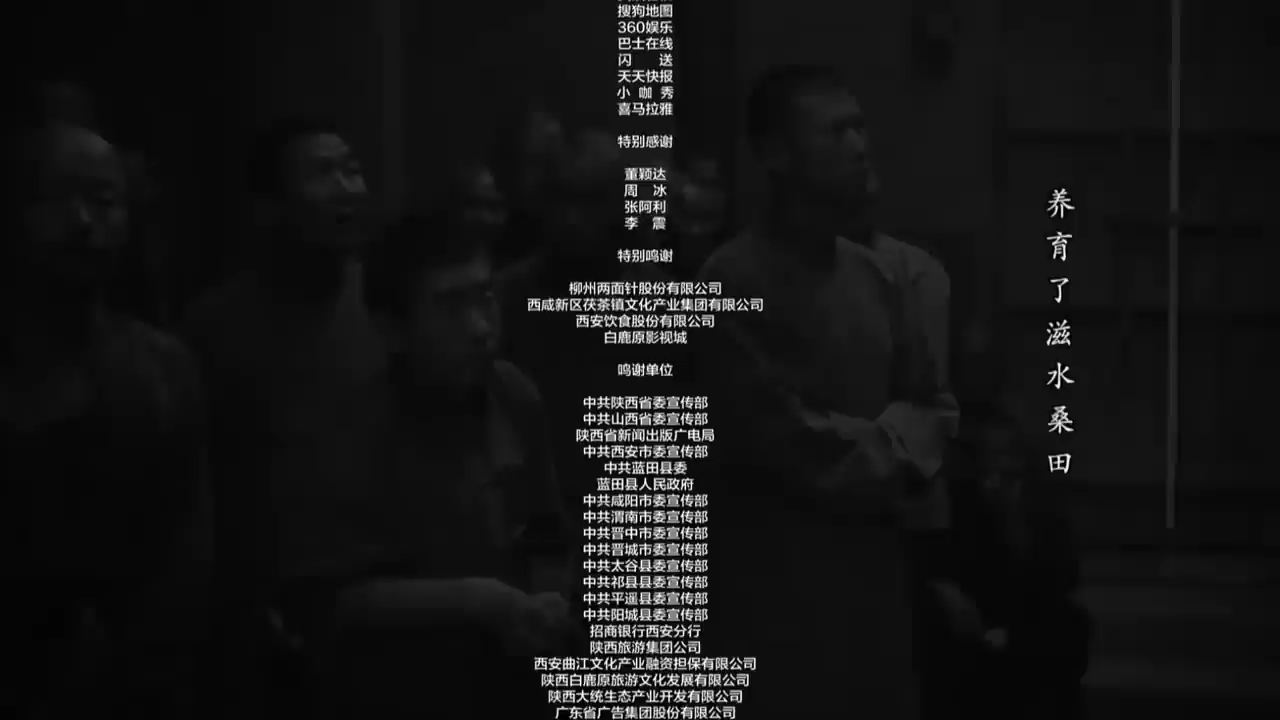 搜狗地图
360娱乐
巴士在线
闪 送
天天快报
小 咖 秀
喜马拉雅
特别感谢
董颖达
周 冰
张阿利
李 震
特别鸣谢
柳州两面针股份有限公司
西咸新区茯茶镇文化产业集团有限公司
西安饮食股份有限公司
白鹿原影视城
鸣谢单位
中共陕西省委宣传部
中共山西省委宣传部
陕西省新闻出版广电局
中共西安市委宣传部
中共蓝田县委
蓝田县人民政府
中共咸阳市委宣传部
中共渭南市委宣传部
中共晋中市委宣传部
中共晋城市委宣传部
中共太谷县委宣传部
中共祁县县委宣传部
中共平遥县委宣传部
中共阳城县委宣传部
招商银行西安分行
陕西旅游集团公司
西安曲江文化产业融资担保有限公司
陕西白鹿原旅游文化发展有限公司
陕西大统生态产业开发有限公司
广东省广告集团股份有限公司
养育了滋水桑田